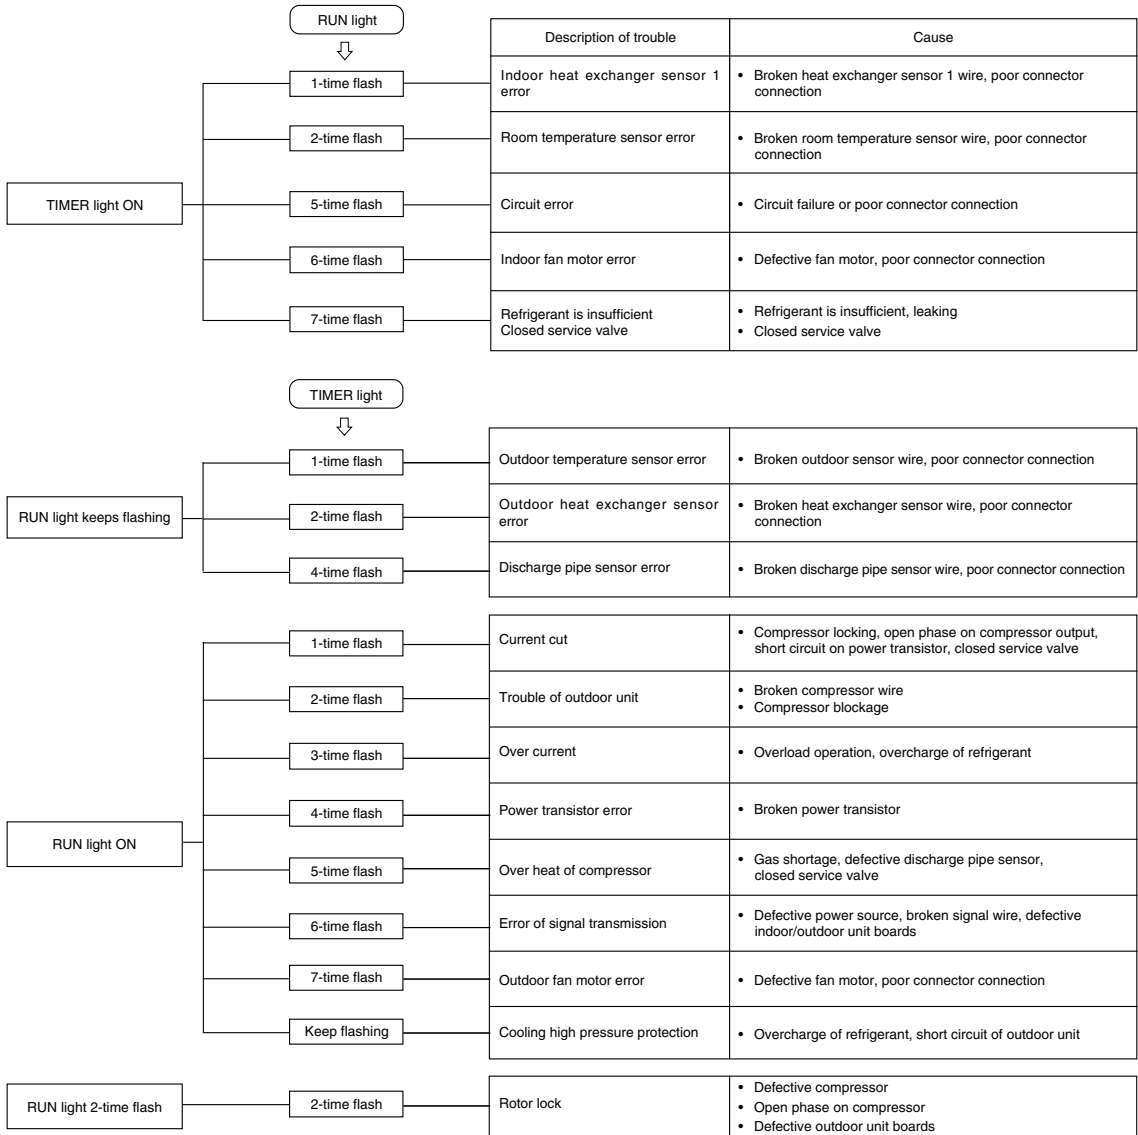 RUN light
Description of trouble
Cause
TIMER light ON
1-time flash
Indoor heat exchanger sensor 1
error
• Broken heat exchanger sensor 1 wire, poor connector
connection
2-time flash
Room temperature sensor error
• Broken room temperature sensor wire, poor connector
connection
5-time flash
Circuit error
• Circuit failure or poor connector connection
6-time flash
Indoor fan motor error
• Defective fan motor, poor connector connection
7-time flash
Refrigerant is insufficient
Closed service valve
• Refrigerant is insufficient, leaking
• Closed service valve
TIMER light
RUN light keeps flashing
1-time flash
Outdoor temperature sensor error
• Broken outdoor sensor wire, poor connector connection
2-time flash
Outdoor heat exchanger sensor
error
• Broken heat exchanger sensor wire, poor connector
connection
4-time flash
Discharge pipe sensor error
• Broken discharge pipe sensor wire, poor connector connection
RUN light ON
1-time flash
Current cut
• Compressor locking, open phase on compressor output,
short circuit on power transistor, closed service valve
2-time flash
Trouble of outdoor unit
• Broken compressor wire
• Compressor blockage
3-time flash
Over current
• Overload operation, overcharge of refrigerant
4-time flash
Power transistor error
• Broken power transistor
5-time flash
Over heat of compressor
• Gas shortage, defective discharge pipe sensor,
closed service valve
6-time flash
Error of signal transmission
• Defective power source, broken signal wire, defective
indoor/outdoor unit boards
7-time flash
Outdoor fan motor error
• Defective fan motor, poor connector connection
Keep flashing
Cooling high pressure protection
• Overcharge of refrigerant, short circuit of outdoor unit
RUN light 2-time flash
2-time flash
Rotor lock
• Defective compressor
• Open phase on compressor
• Defective outdoor unit boards